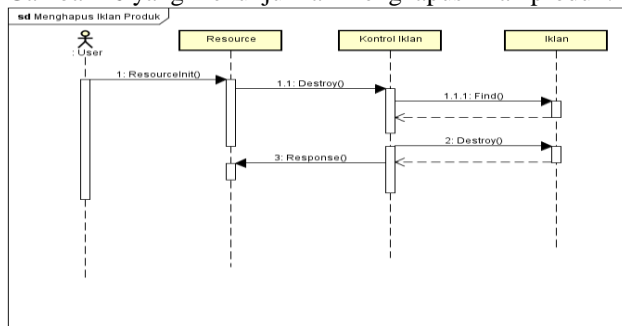 sd Menghapus Iklan Produk
: User
Resource
Kontrol Iklan
Iklan
1: ResourceInit()
1.1: Destroy()
1.1.1: Find()
2: Destroy()
3: Response()